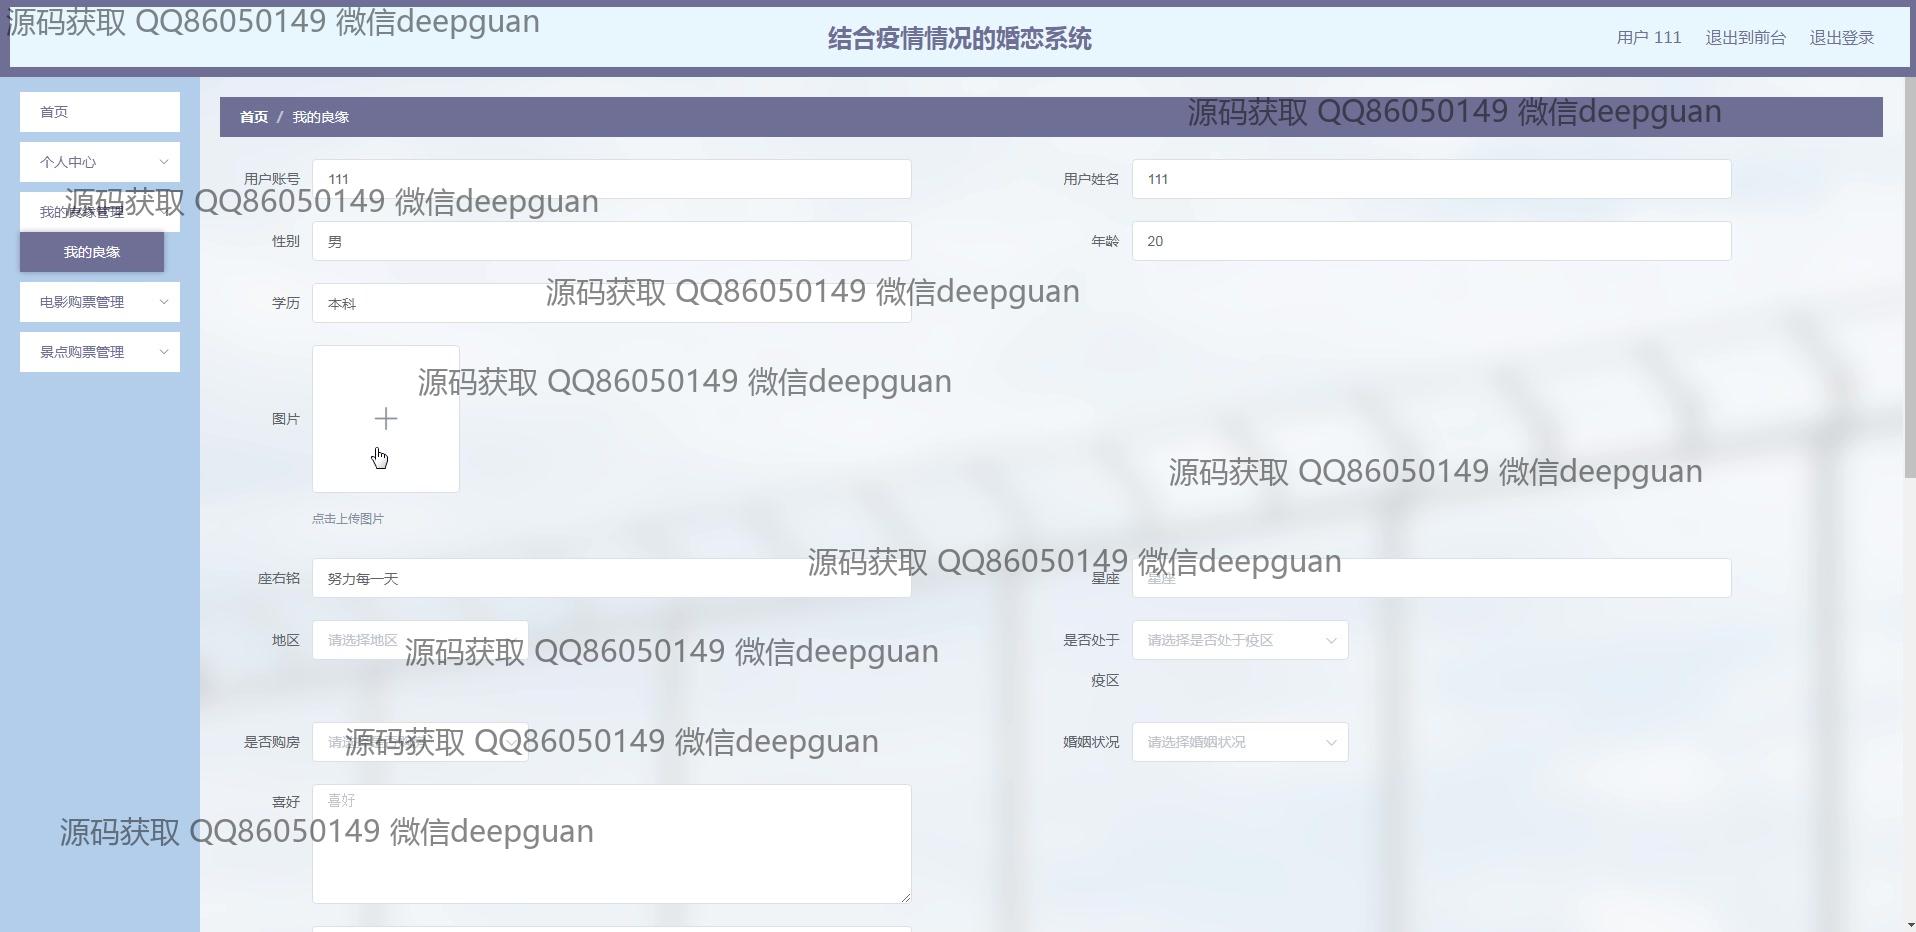 源码获取 QQ86050149 微信deepguan
结合疫情情况的婚恋系统
用户 111
退出到前台
退出登录
首页
个人中心
我的良缘管理
我的良缘
电影购票管理
景点购票管理
首页 / 我的良缘
源码获取 QQ86050149 微信deepguan
用户账号 111
用户姓名 111
源码获取 QQ86050149 微信deepguan
性别 男
年龄 20
源码获取 QQ86050149 微信deepguan
学历 本科
源码获取 QQ86050149 微信deepguan
图片
点击上传图片
源码获取 QQ86050149 微信deepguan
源码获取 QQ86050149 微信deepguan
座右铭 努力每一天
星座 星座
地区 请选择地区
是否处于疫区 请选择是否处于疫区
源码获取 QQ86050149 微信deepguan
是否购房
源码获取 QQ86050149 微信deepguan
婚姻状况 请选择婚姻状况
喜好 喜好
源码获取 QQ86050149 微信deepguan